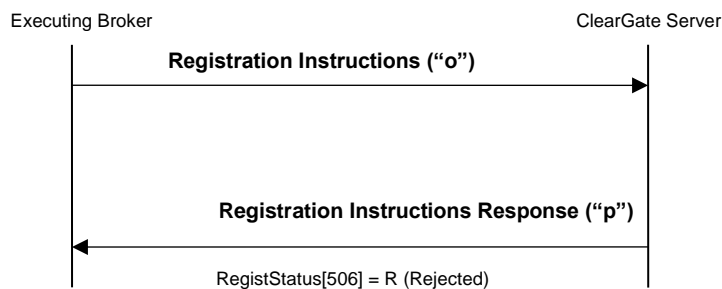 Executing Broker
ClearGate Server
Registration Instructions (“o”)
Registration Instructions Response (“p”)
RegistStatus[506] = R (Rejected)